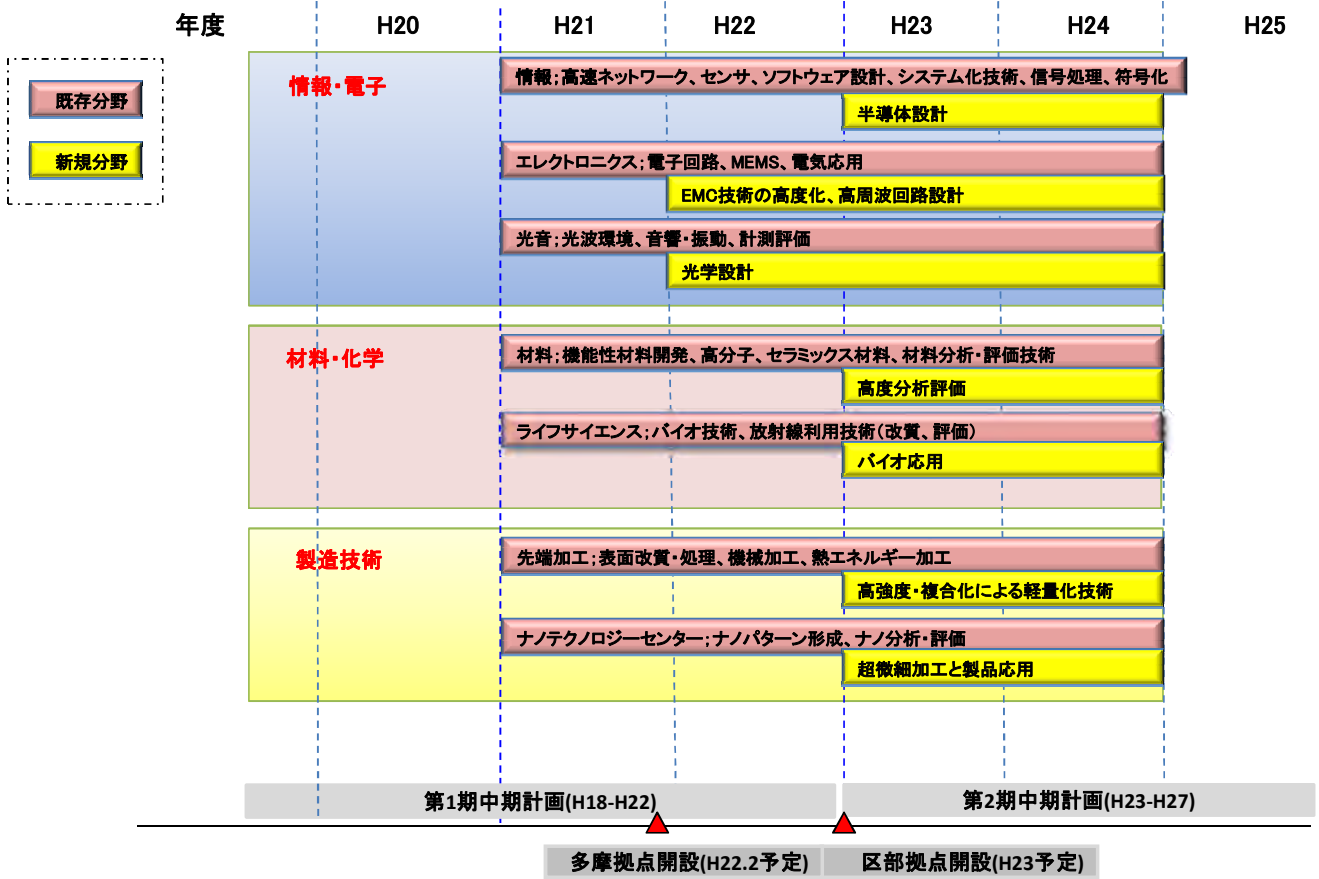 年度 H20 H21 H22 H23 H24 H25
既存分野
新規分野
情報・電子
情報;高速ネットワーク、センサ、ソフトウェア設計、システム化技術、信号処理、符号化
半導体設計
エレクトロニクス;電子回路、MEMS、電気応用
EMC技術の高度化、高周波回路設計
光音;光波環境、音響・振動、計測評価
光学設計
材料・化学
材料;機能性材料開発、高分子、セラミックス材料、材料分析・評価技術
高度分析評価
ライフサイエンス;バイオ技術、放射線利用技術(改質、評価)
バイオ応用
製造技術
先端加工;表面改質・処理、機械加工、熱エネルギー加工
高強度・複合化による軽量化技術
ナノテクノロジーセンター;ナノパターン形成、ナノ分析・評価
超微細加工と製品応用
第1期中期計画(H18-H22)
第2期中期計画(H23-H27)
多摩拠点開設(H22.2予定)
区部拠点開設(H23予定)